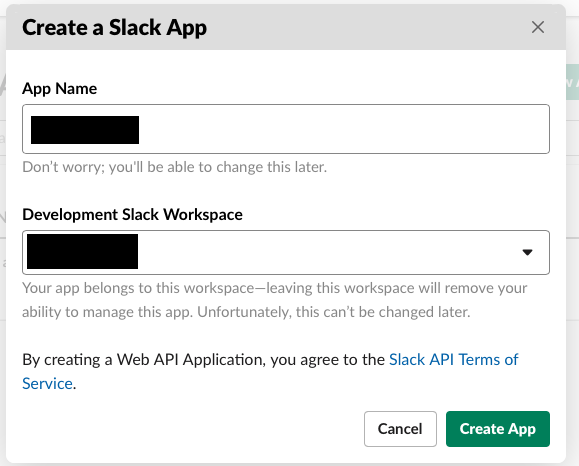 Create a Slack App
App Name
Don't worry; you'll be able to change this later.
Development Slack Workspace
Your app belongs to this workspace—leaving this workspace will remove your
ability to manage this app. Unfortunately, this can't be changed later.
By creating a Web API Application, you agree to the Slack API Terms of
Service.
Cancel
Create App